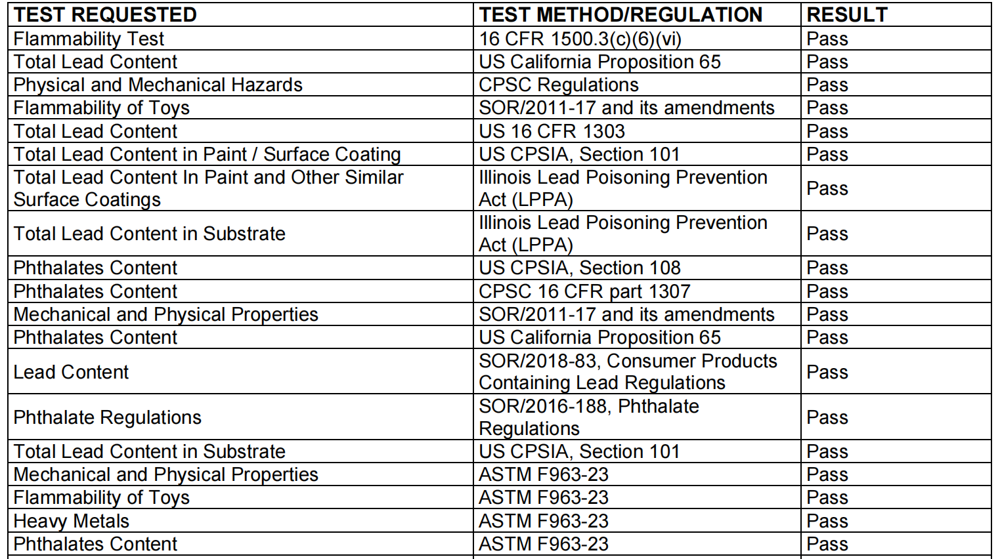 TEST REQUESTED TEST METHOD/REGULATION RESULT
Flammability Test 16 CFR 1500.3(c)(6)(vi) Pass
Total Lead Content US California Proposition 65 Pass
Physical and Mechanical Hazards CPSC Regulations Pass
Flammability of Toys SOR/2011-17 and its amendments Pass
Total Lead Content US 16 CFR 1303 Pass
Total Lead Content in Paint / Surface Coating US CPSIA, Section 101 Pass
Total Lead Content In Paint and Other Similar
Surface Coatings
Illinois Lead Poisoning Prevention
Act (LPPA)
Pass
Total Lead Content in Substrate
Illinois Lead Poisoning Prevention
Act (LPPA)
Pass
Phthalates Content US CPSIA, Section 108 Pass
Phthalates Content CPSC 16 CFR part 1307 Pass
Mechanical and Physical Properties SOR/2011-17 and its amendments Pass
Phthalates Content US California Proposition 65 Pass
Lead Content
SOR/2018-83, Consumer Products
Containing Lead Regulations
Pass
Phthalate Regulations
SOR/2016-188, Phthalate
Regulations
Pass
Total Lead Content in Substrate US CPSIA, Section 101 Pass
Mechanical and Physical Properties ASTM F963-23 Pass
Flammability of Toys ASTM F963-23 Pass
Heavy Metals ASTM F963-23 Pass
Phthalates Content ASTM F963-23 Pass